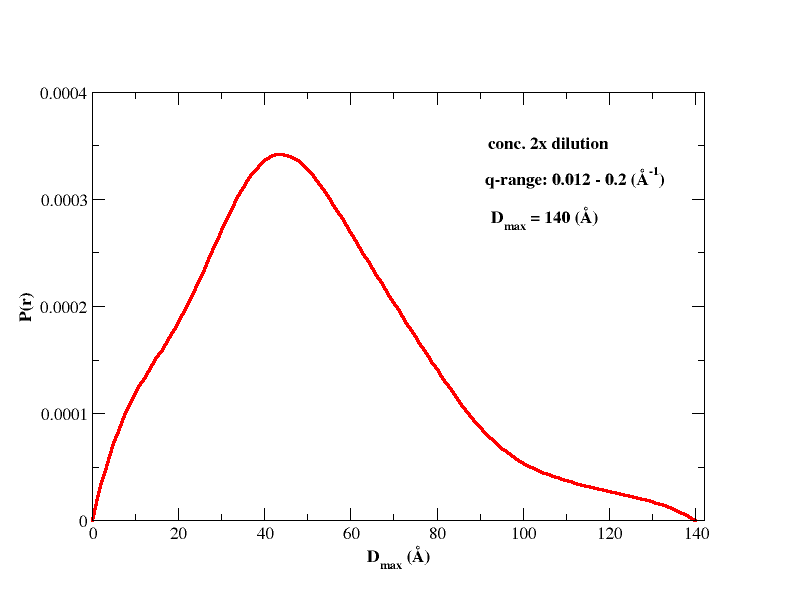 0.0004
0.0003
0.0002
0.0001
0
P(r)
conc. 2x dilution
q-range: 0.012 - 0.2 (Å-1)
Dmax = 140 (Å)
0 20 40 60 80 100 120 140
Dmax (Å)